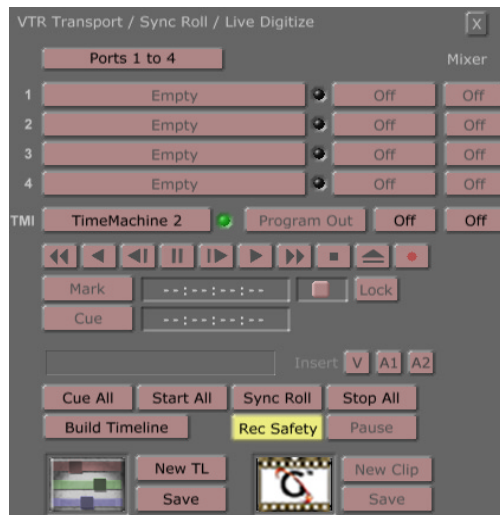 VTR Transport / Sync Roll / Live Digitize X
Ports 1 to 4 Mixer
1 Empty Off Off
2 Empty Off Off
3 Empty Off Off
4 Empty Off Off
TMI TimeMachine 2 Program Out Off Off
Mark --:--:--:-- Lock
Cue --:--:--:--
Insert V A1 A2
Cue All Start All Sync Roll Stop All
Build Timeline Rec Safety Pause
New TL New Clip
Save Save